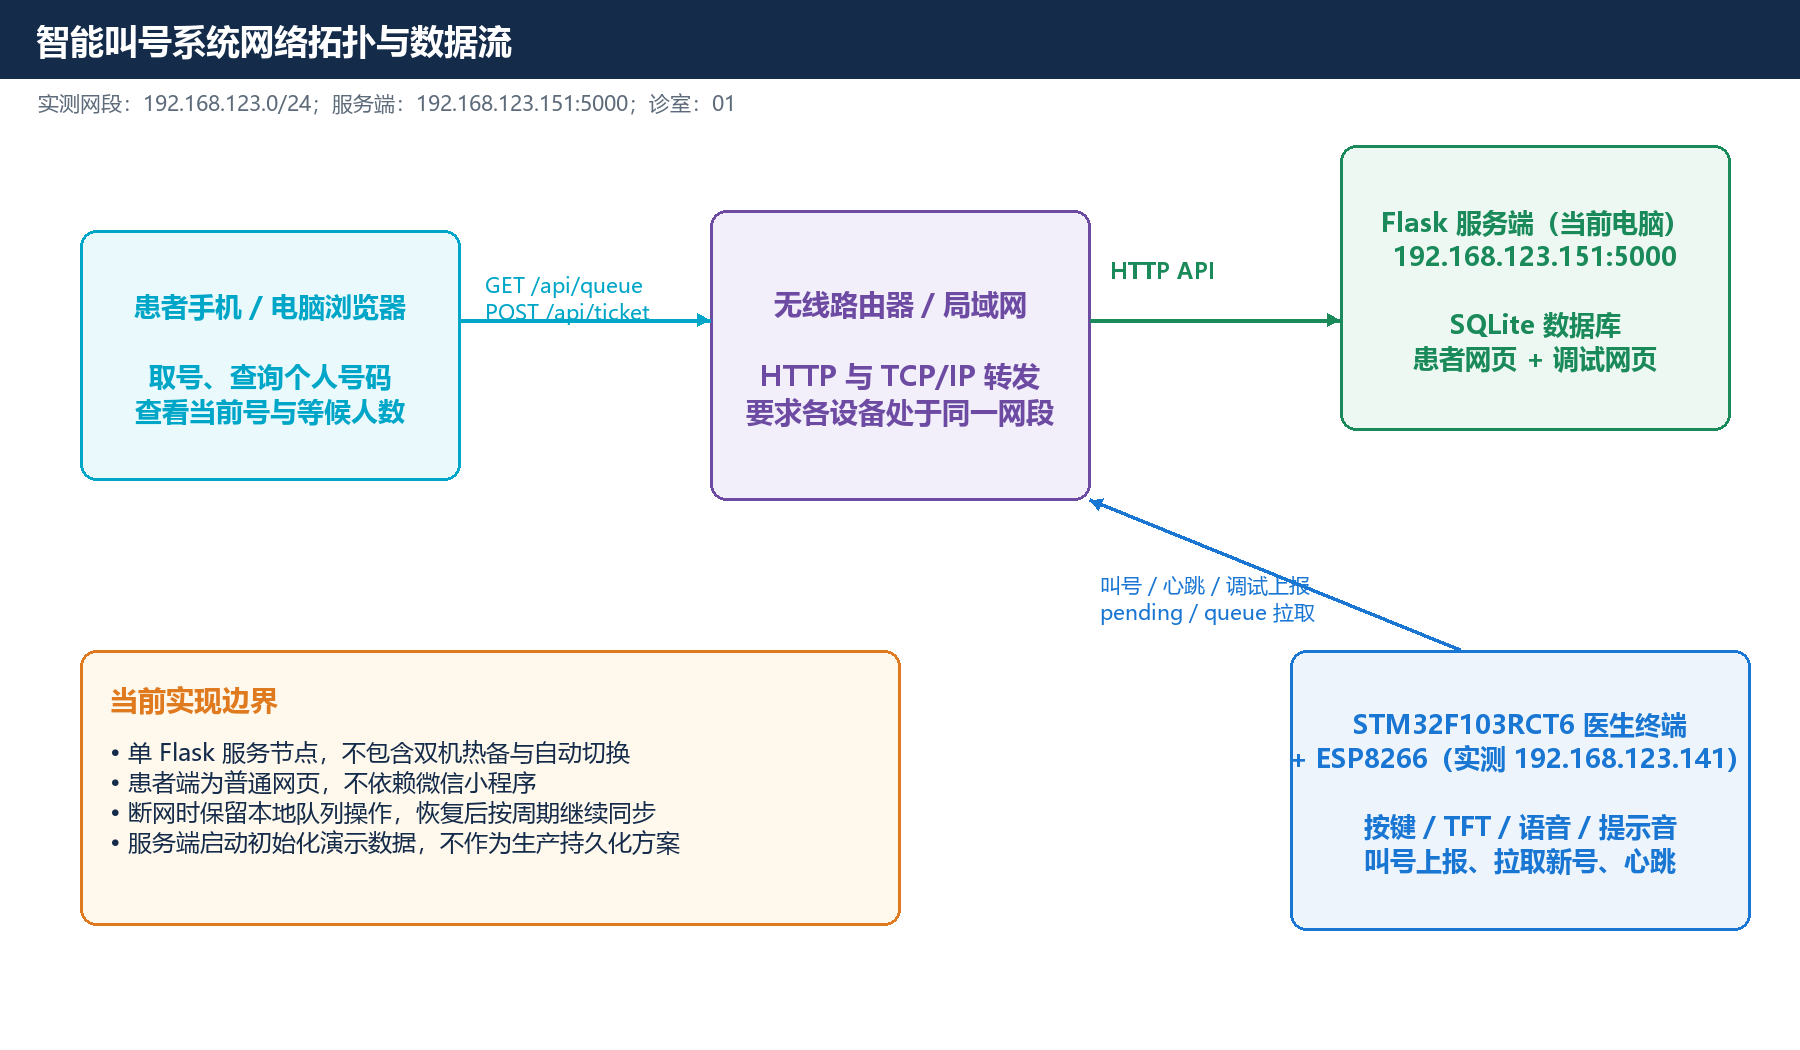 智能叫号系统网络拓扑与数据流
实测网段：192.168.123.0/24；服务端：192.168.123.151:5000；诊室：01
患者手机 / 电脑浏览器
取号、查询个人号码
查看当前号与等候人数
GET /api/queue
POST /api/ticket
无线路由器 / 局域网
HTTP 与 TCP/IP 转发
要求各设备处于同一网段
HTTP API
Flask 服务端（当前电脑）
192.168.123.151:5000
SQLite 数据库
患者网页 + 调试网页
叫号 / 心跳 / 调试上报
pending / queue 拉取
当前实现边界
• 单 Flask 服务节点，不包含双机热备与自动切换
• 患者端为普通网页，不依赖微信小程序
• 断网时保留本地队列操作，恢复后按周期继续同步
• 服务端启动初始化演示数据，不作为生产持久化方案
STM32F103RCT6 医生终端
+ ESP8266（实测 192.168.123.141）
按键 / TFT / 语音 / 提示音
叫号上报、拉取新号、心跳